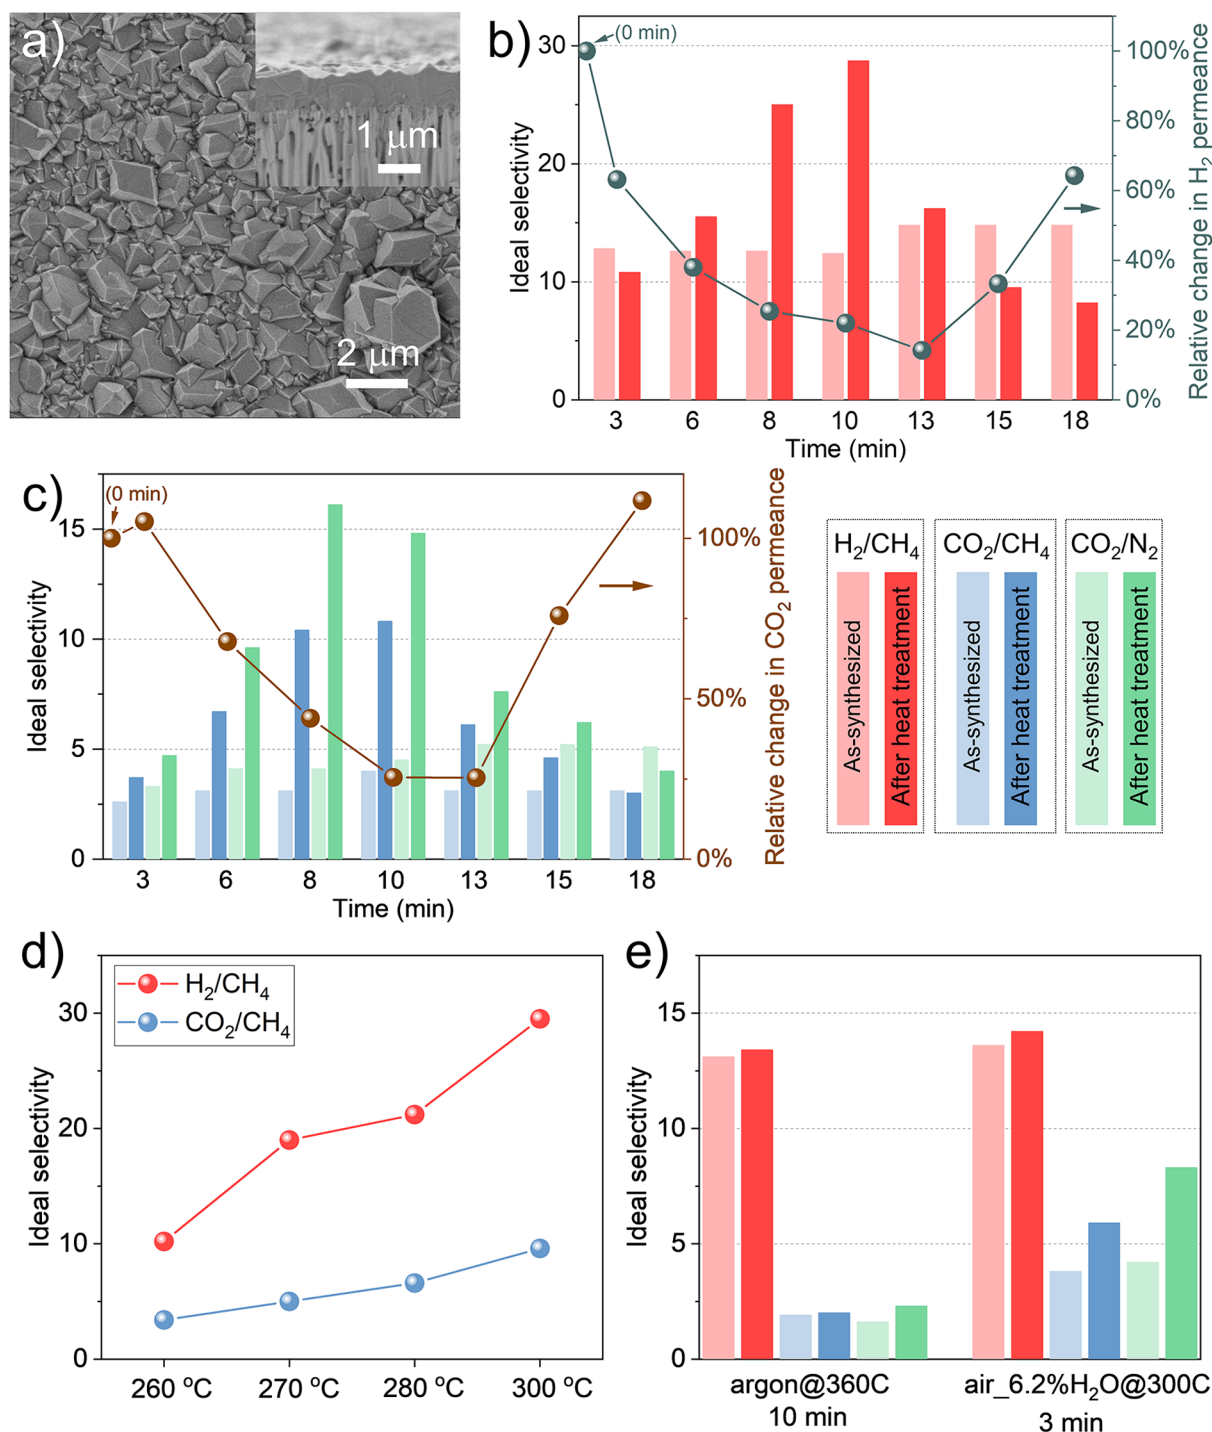 a)
1 μm
2 μm
b)
(0 min)
30
20
10
0
Ideal selectivity
3 6 8 10 13 15 18
Time (min)
100%
80%
60%
40%
20%
0%
Relative change in H2 permeance
c)
(0 min)
15
10
5
0
Ideal selectivity
3 6 8 10 13 15 18
Time (min)
100%
50%
0%
Relative change in CO2 permeance
H2/CH4
As-synthesized
After heat treatment
CO2/CH4
As-synthesized
After heat treatment
CO2/N2
As-synthesized
After heat treatment
d)
H2/CH4
CO2/CH4
30
20
10
0
Ideal selectivity
260 ºC 270 ºC 280 ºC 300 ºC
e)
15
10
5
0
Ideal selectivity
argon@360C air_6.2%H2O@300C
10 min 3 min